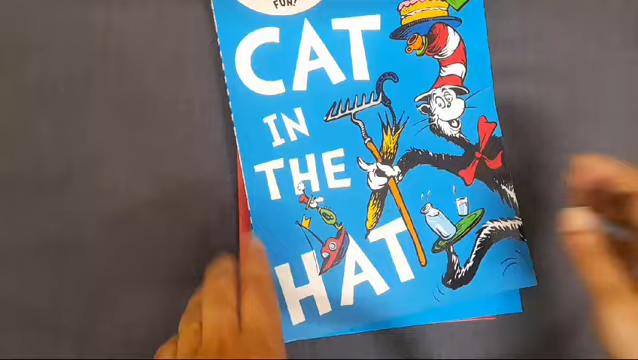 FUN!
CAT
IN
THE
HAT